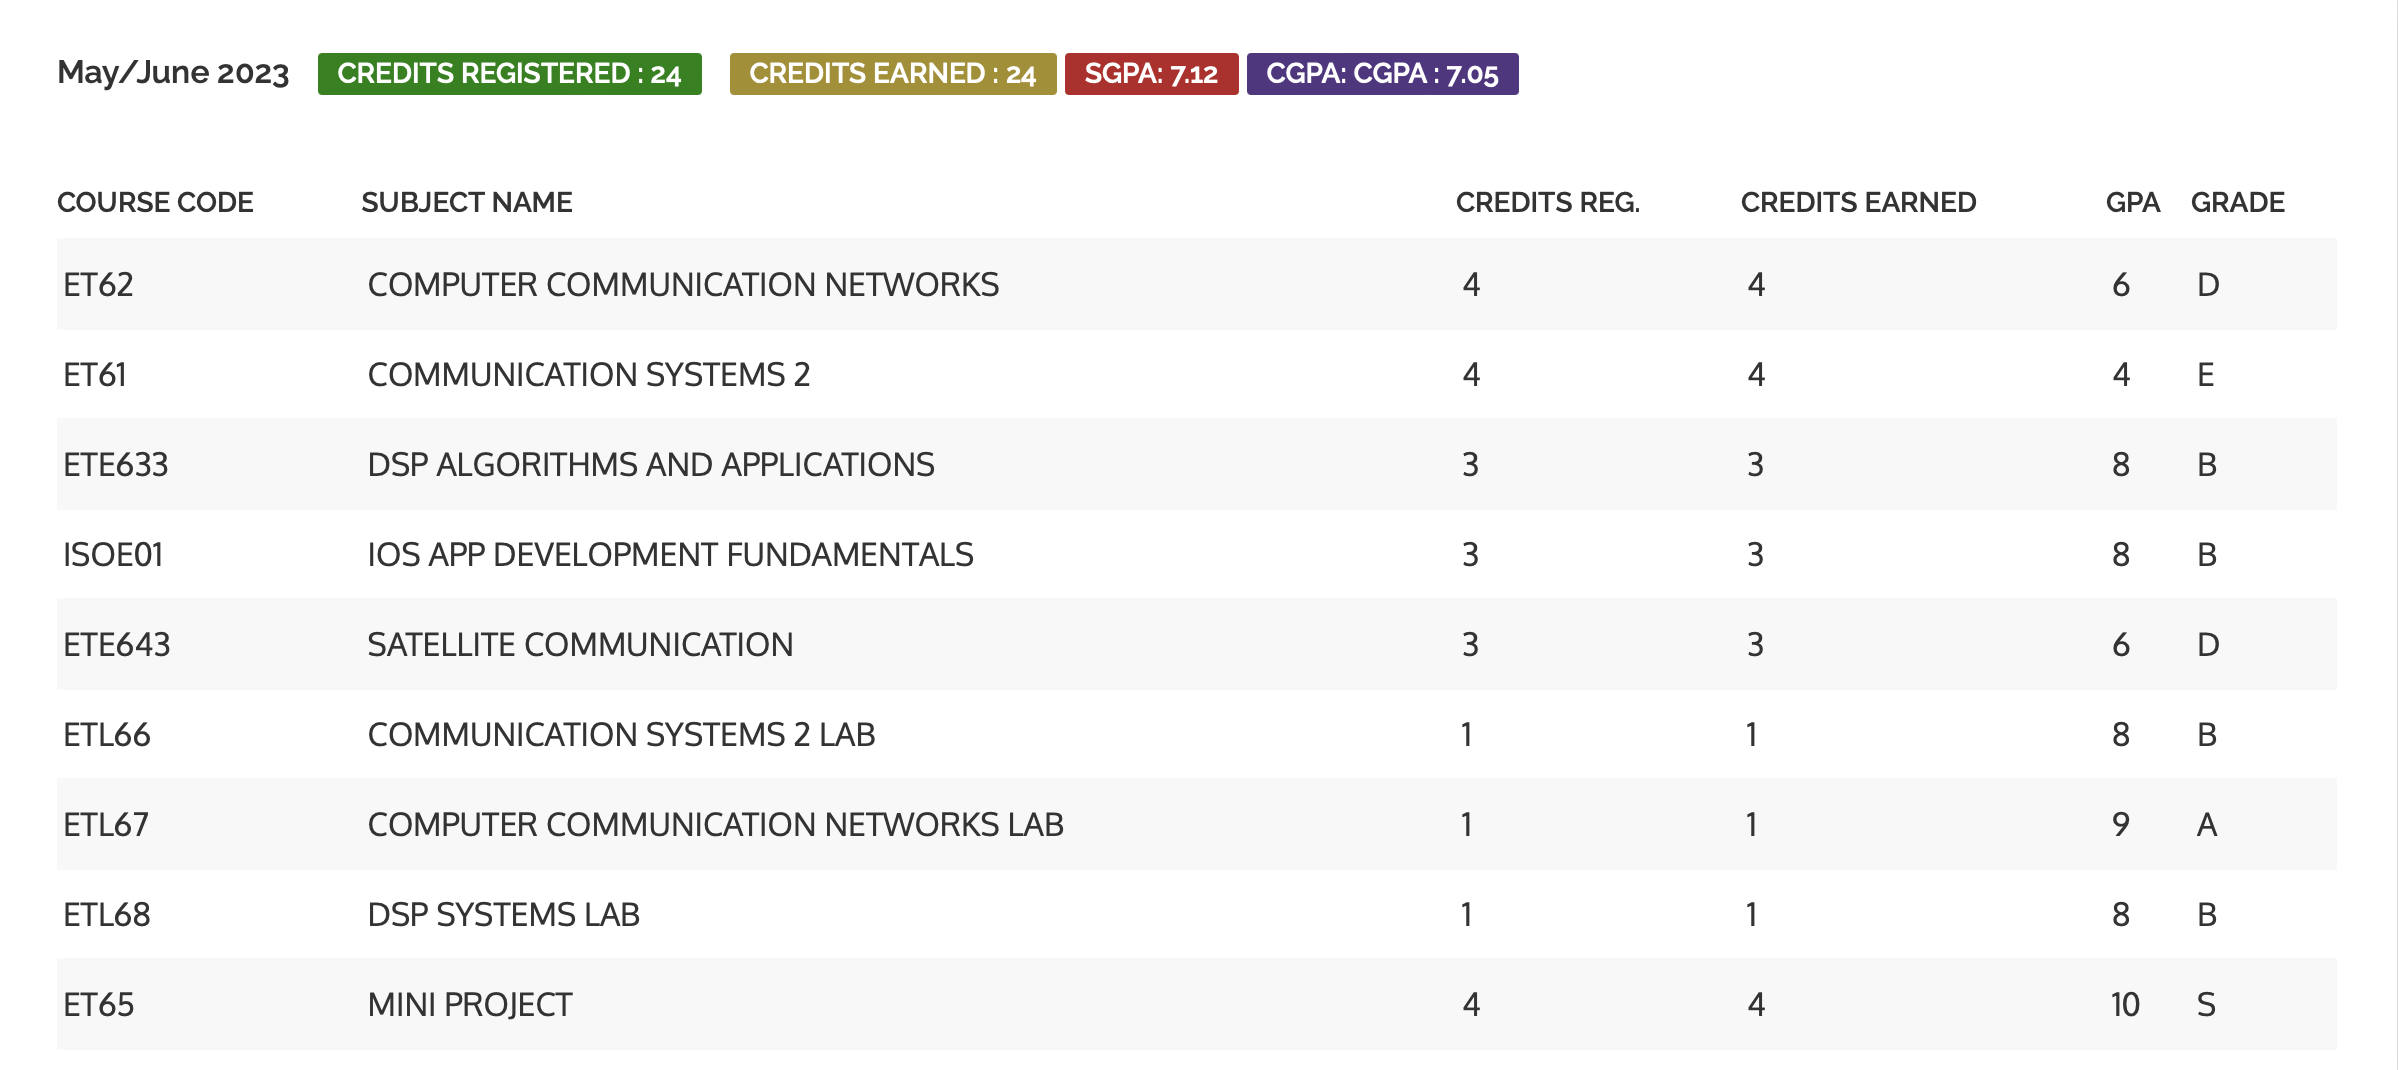 May/June 2023 CREDITS REGISTERED : 24 CREDITS EARNED : 24 SGPA: 7.12 CGPA: CGPA : 7.05
COURSE CODE SUBJECT NAME CREDITS REG. CREDITS EARNED GPA GRADE
ET62 COMPUTER COMMUNICATION NETWORKS 4 4 6 D
ET61 COMMUNICATION SYSTEMS 2 4 4 4 E
ETE633 DSP ALGORITHMS AND APPLICATIONS 3 3 8 B
ISOE01 IOS APP DEVELOPMENT FUNDAMENTALS 3 3 8 B
ETE643 SATELLITE COMMUNICATION 3 3 6 D
ETL66 COMMUNICATION SYSTEMS 2 LAB 1 1 8 B
ETL67 COMPUTER COMMUNICATION NETWORKS LAB 1 1 9 A
ETL68 DSP SYSTEMS LAB 1 1 8 B
ET65 MINI PROJECT 4 4 10 S